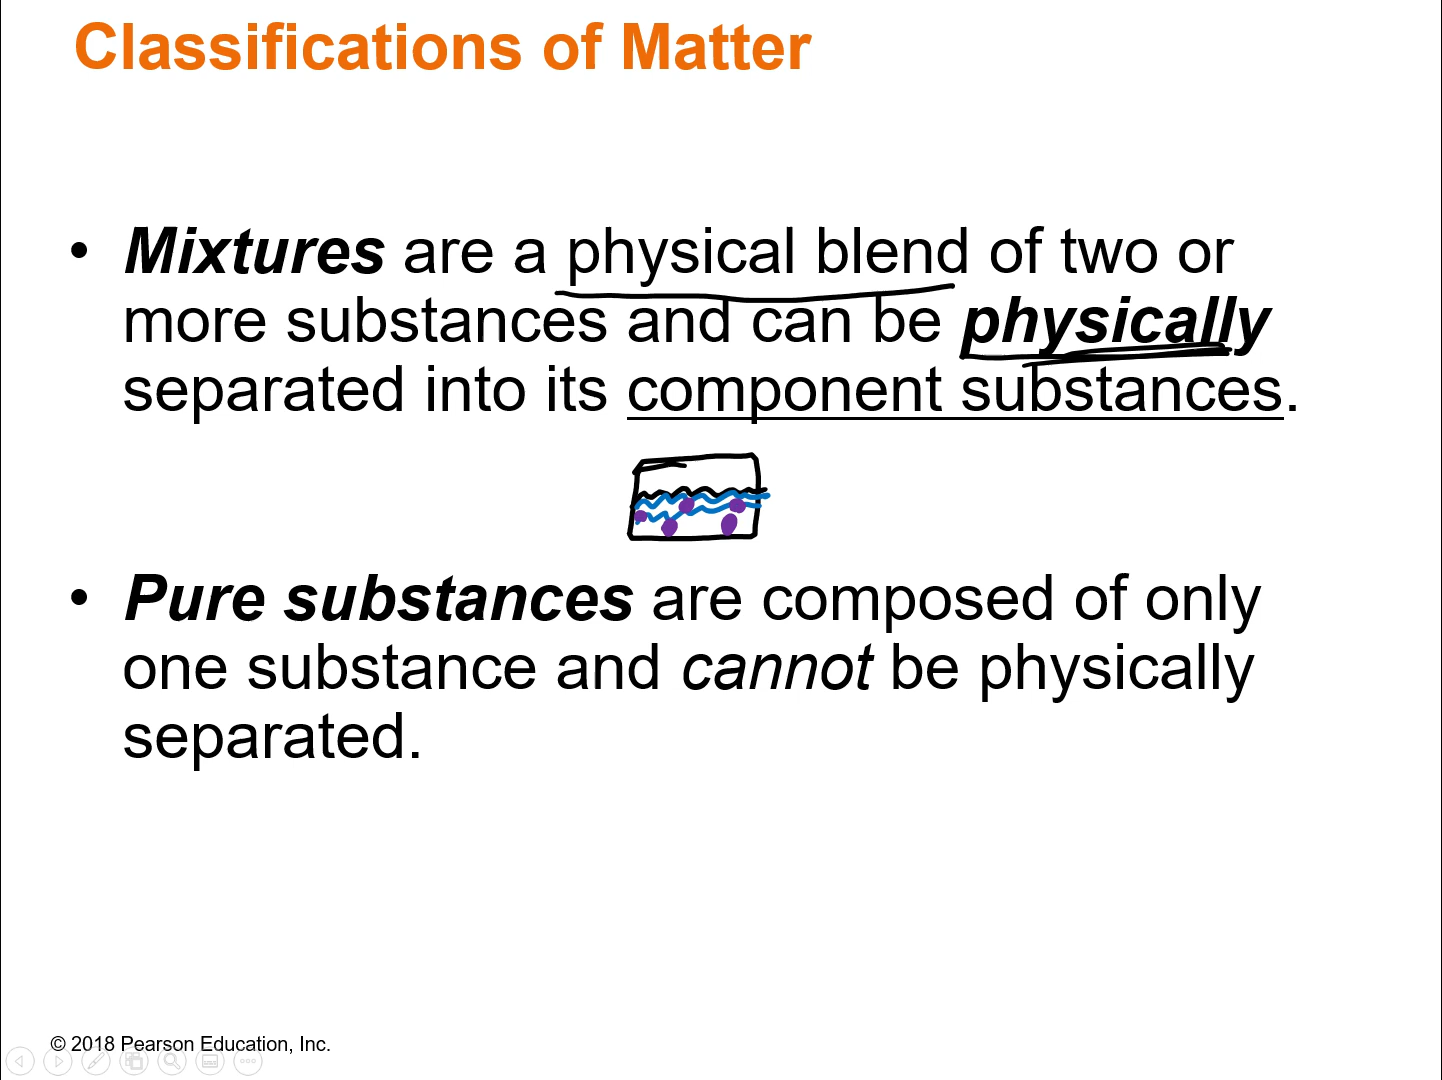 Classifications of Matter
• Mixtures are a physical blend of two or
more substances and can be physically
separated into its component substances.
• Pure substances are composed of only
one substance and cannot be physically
separated.
© 2018 Pearson Education, Inc.